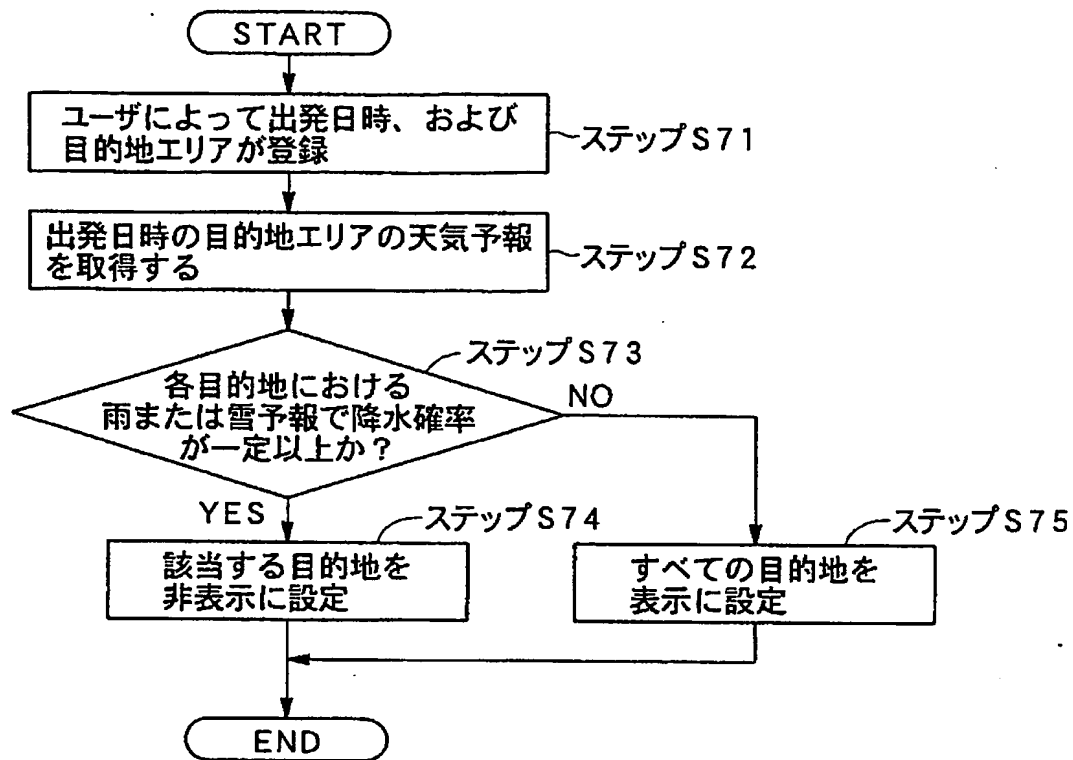 START
ユーザによって出発日時、および
目的地エリアが登録
ステップS71
出発日時の目的地エリアの天気予報
を取得する
ステップS72
ステップS73
各目的地における
雨または雪予報で降水確率
が一定以上か？
NO
YES
ステップS74
該当する目的地を
非表示に設定
ステップS75
すべての目的地を
表示に設定
END